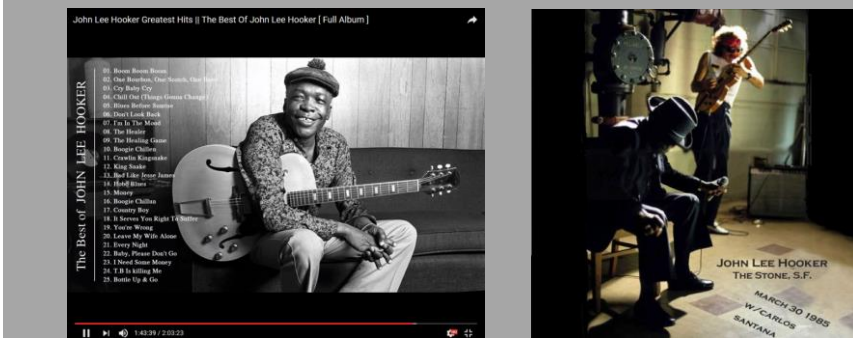 John Lee Hooker Greatest Hits || The Best Of John Lee Hooker [ Full Album ]
The Best of JOHN LEE HOOKER
01. Boom Boom Boom
02. One Bourbon, One Scotch, One
03. Cry Baby Cry
04. Chill Out (Things Gonna Change)
05. Blues Before Sunrise
06. Don't Look Back
07. I'm In The Mood
08. The Healer
09. The Healing Game
10. Boogie Chillen
11. Crawlin Kingsnake
12. King Snake
13. Bad Like Jesse James
14. Hobo Blues
15. Money
16. Boogie Chillun
17. Country Boy
18. It Serves You Right To Suffer
19. You're Wrong
20. Leave My Wife Alone
21. Every Night
22. Baby, Please Don't Go
23. I Need Some Money
24. T.B Is killing Me
25. Bottle Up & Go
1:43:39 / 2:03:23
JOHN LEE HOOKER
THE STONE, S.F.
MARCH 30 1985
W/CARLOS
SANTANA